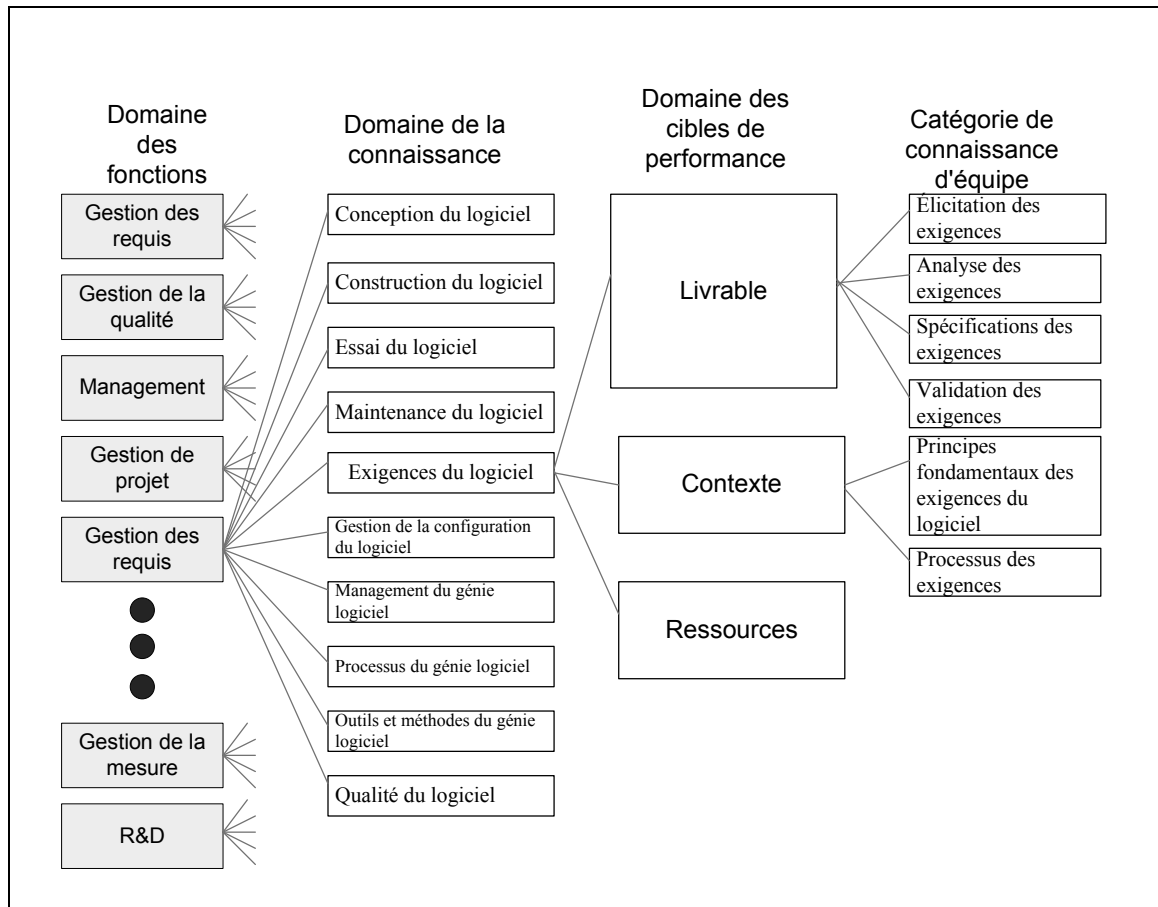 Domaine
des
fonctions
Gestion des
requis
Gestion de la
qualité
Management
Gestion de
projet
Gestion des
requis
Gestion de la
mesure
R&D
Domaine de la
connaissance
Conception du logiciel
Construction du logiciel
Essai du logiciel
Maintenance du logiciel
Exigences du logiciel
Gestion de la configuration
du logiciel
Management du génie
logiciel
Processus du génie logiciel
Outils et méthodes du génie
logiciel
Qualité du logiciel
Domaine des
cibles de
performance
Livrable
Contexte
Ressources
Catégorie de
connaissance
d'équipe
Élicitation des
exigences
Analyse des
exigences
Spécifications des
exigences
Validation des
exigences
Principes
fondamentaux des
exigences du
logiciel
Processus des
exigences